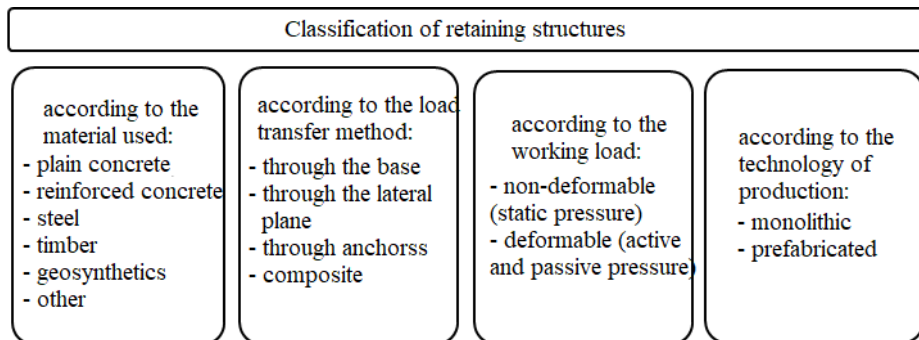 Classification of retaining structures
according to the
material used:
- plain concrete
- reinforced concrete
- steel
- timber
- geosynthetics
- other
according to the load
transfer method:
- through the base
- through the lateral
plane
- through anchorss
- composite
according to the
working load:
- non-deformable
(static pressure)
- deformable (active
and passive pressure)
according to the
technology of
production:
- monolithic
- prefabricated